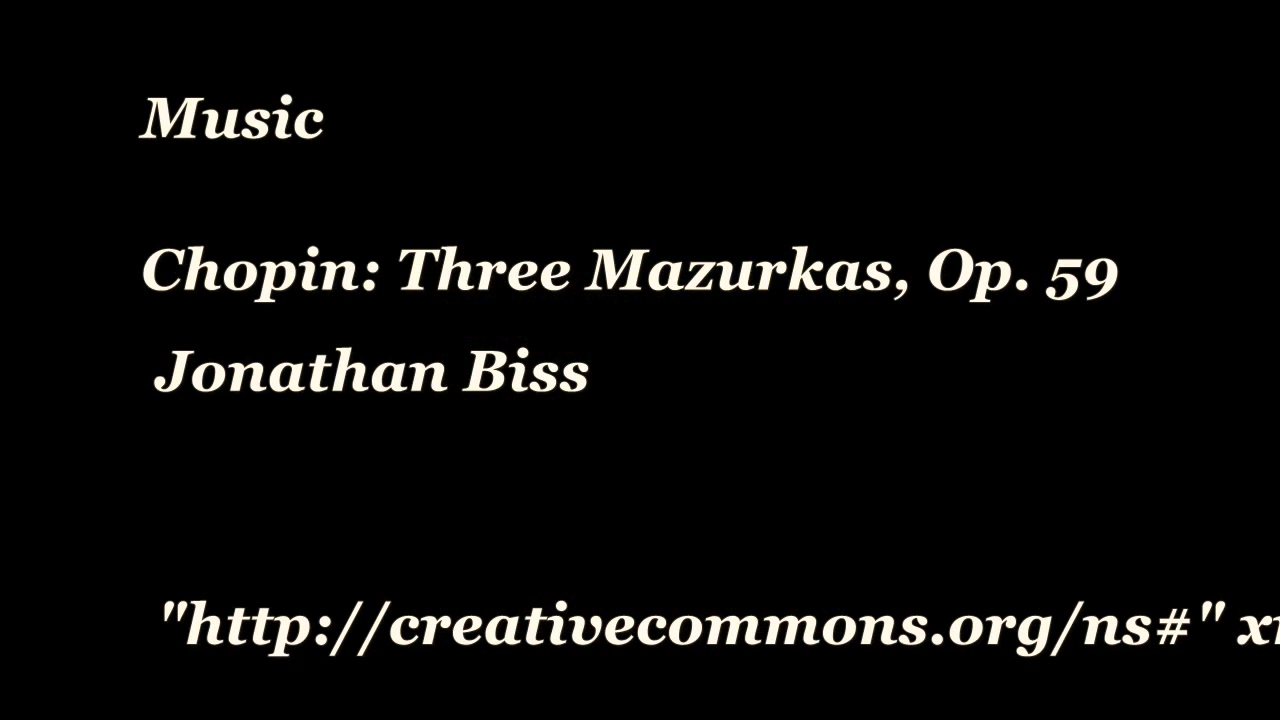 Music
Chopin: Three Mazurkas, Op. 59
Jonathan Biss
"http://creativecommons.org/ns#"